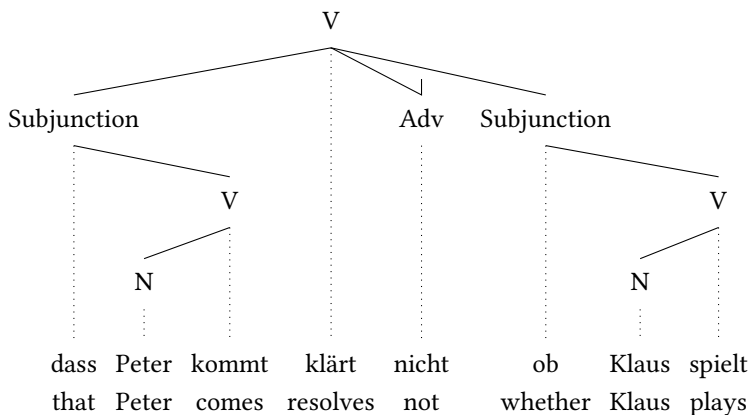 V
Subjunction Adv Subjunction
V V
N N
dass Peter kommt klärt nicht ob Klaus spielt
that Peter comes resolves not whether Klaus plays